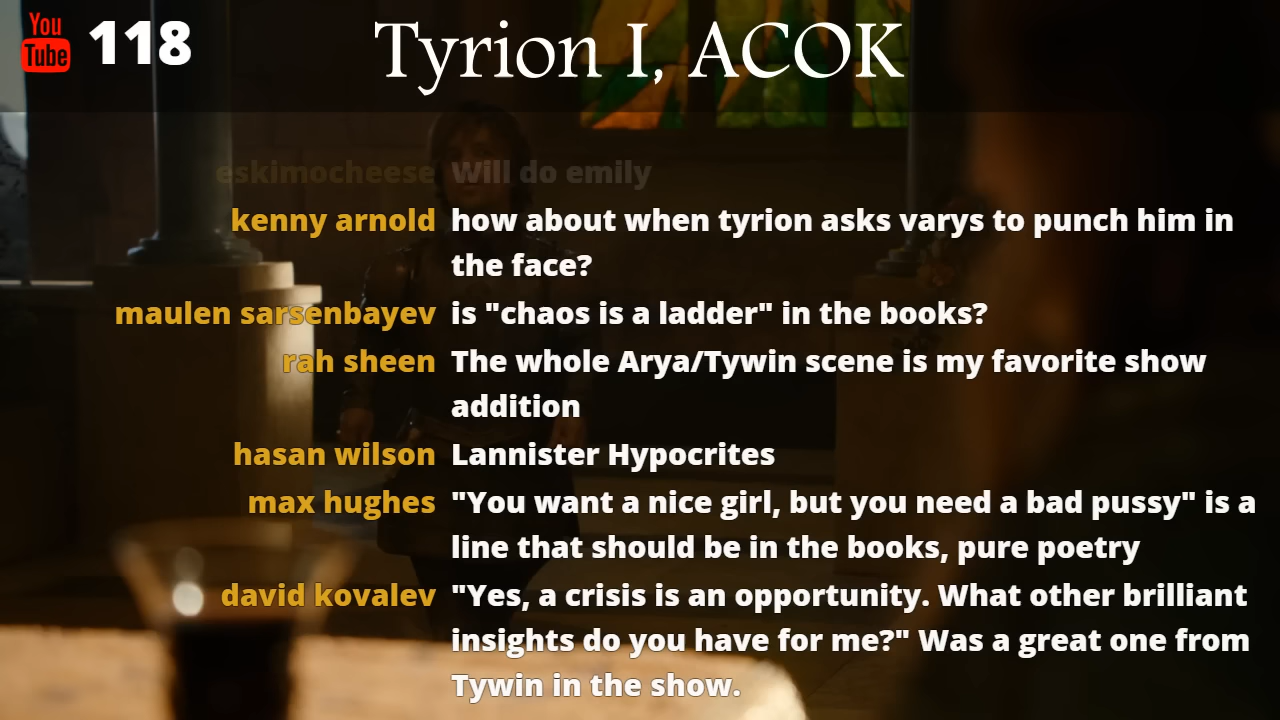 You
Tube
118
Tyrion I, ACOK
eskimocheese Will do emily
kenny arnold how about when tyrion asks varys to punch him in
the face?
maulen sarsenbayev is "chaos is a ladder" in the books?
rah sheen The whole Arya/Tywin scene is my favorite show
addition
hasan wilson Lannister Hypocrites
max hughes "You want a nice girl, but you need a bad pussy" is a
line that should be in the books, pure poetry
david kovalev "Yes, a crisis is an opportunity. What other brilliant
insights do you have for me?" Was a great one from
Tywin in the show.